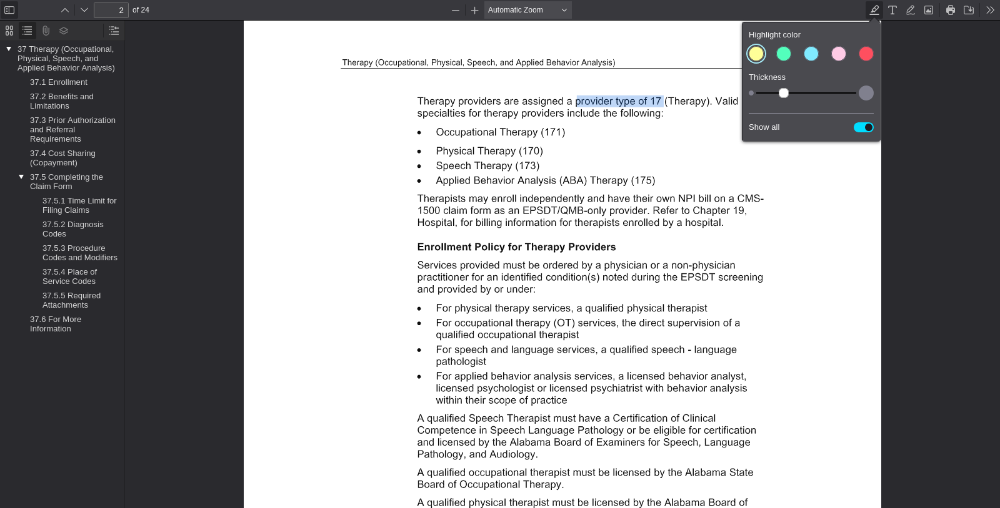 2
of 24
Automatic Zoom
37 Therapy (Occupational,
Physical, Speech, and
Applied Behavior Analysis)
37.1 Enrollment
37.2 Benefits and
Limitations
37.3 Prior Authorization
and Referral
Requirements
37.4 Cost Sharing
(Copayment)
37.5 Completing the
Claim Form
37.5.1 Time Limit for
Filing Claims
37.5.2 Diagnosis
Codes
37.5.3 Procedure
Codes and Modifiers
37.5.4 Place of
Service Codes
37.5.5 Required
Attachments
37.6 For More
Information
Highlight color
Thickness
Show all
Therapy (Occupational, Physical, Speech, and Applied Behavior Analysis)
Therapy providers are assigned a provider type of 17 (Therapy). Valid
specialties for therapy providers include the following:
• Occupational Therapy (171)
• Physical Therapy (170)
• Speech Therapy (173)
• Applied Behavior Analysis (ABA) Therapy (175)
Therapists may enroll independently and have their own NPI bill on a CMS-
1500 claim form as an EPSDT/QMB-only provider. Refer to Chapter 19,
Hospital, for billing information for therapists enrolled by a hospital.
Enrollment Policy for Therapy Providers
Services provided must be ordered by a physician or a non-physician
practitioner for an identified condition(s) noted during the EPSDT screening
and provided by or under:
• For physical therapy services, a qualified physical therapist
• For occupational therapy (OT) services, the direct supervision of a
qualified occupational therapist
• For speech and language services, a qualified speech - language
pathologist
• For applied behavior analysis services, a licensed behavior analyst,
licensed psychologist or licensed psychiatrist with behavior analysis
within their scope of practice
A qualified Speech Therapist must have a Certification of Clinical
Competence in Speech Language Pathology or be eligible for certification
and licensed by the Alabama Board of Examiners for Speech, Language
Pathology, and Audiology.
A qualified occupational therapist must be licensed by the Alabama State
Board of Occupational Therapy.
A qualified physical therapist must be licensed by the Alabama Board of